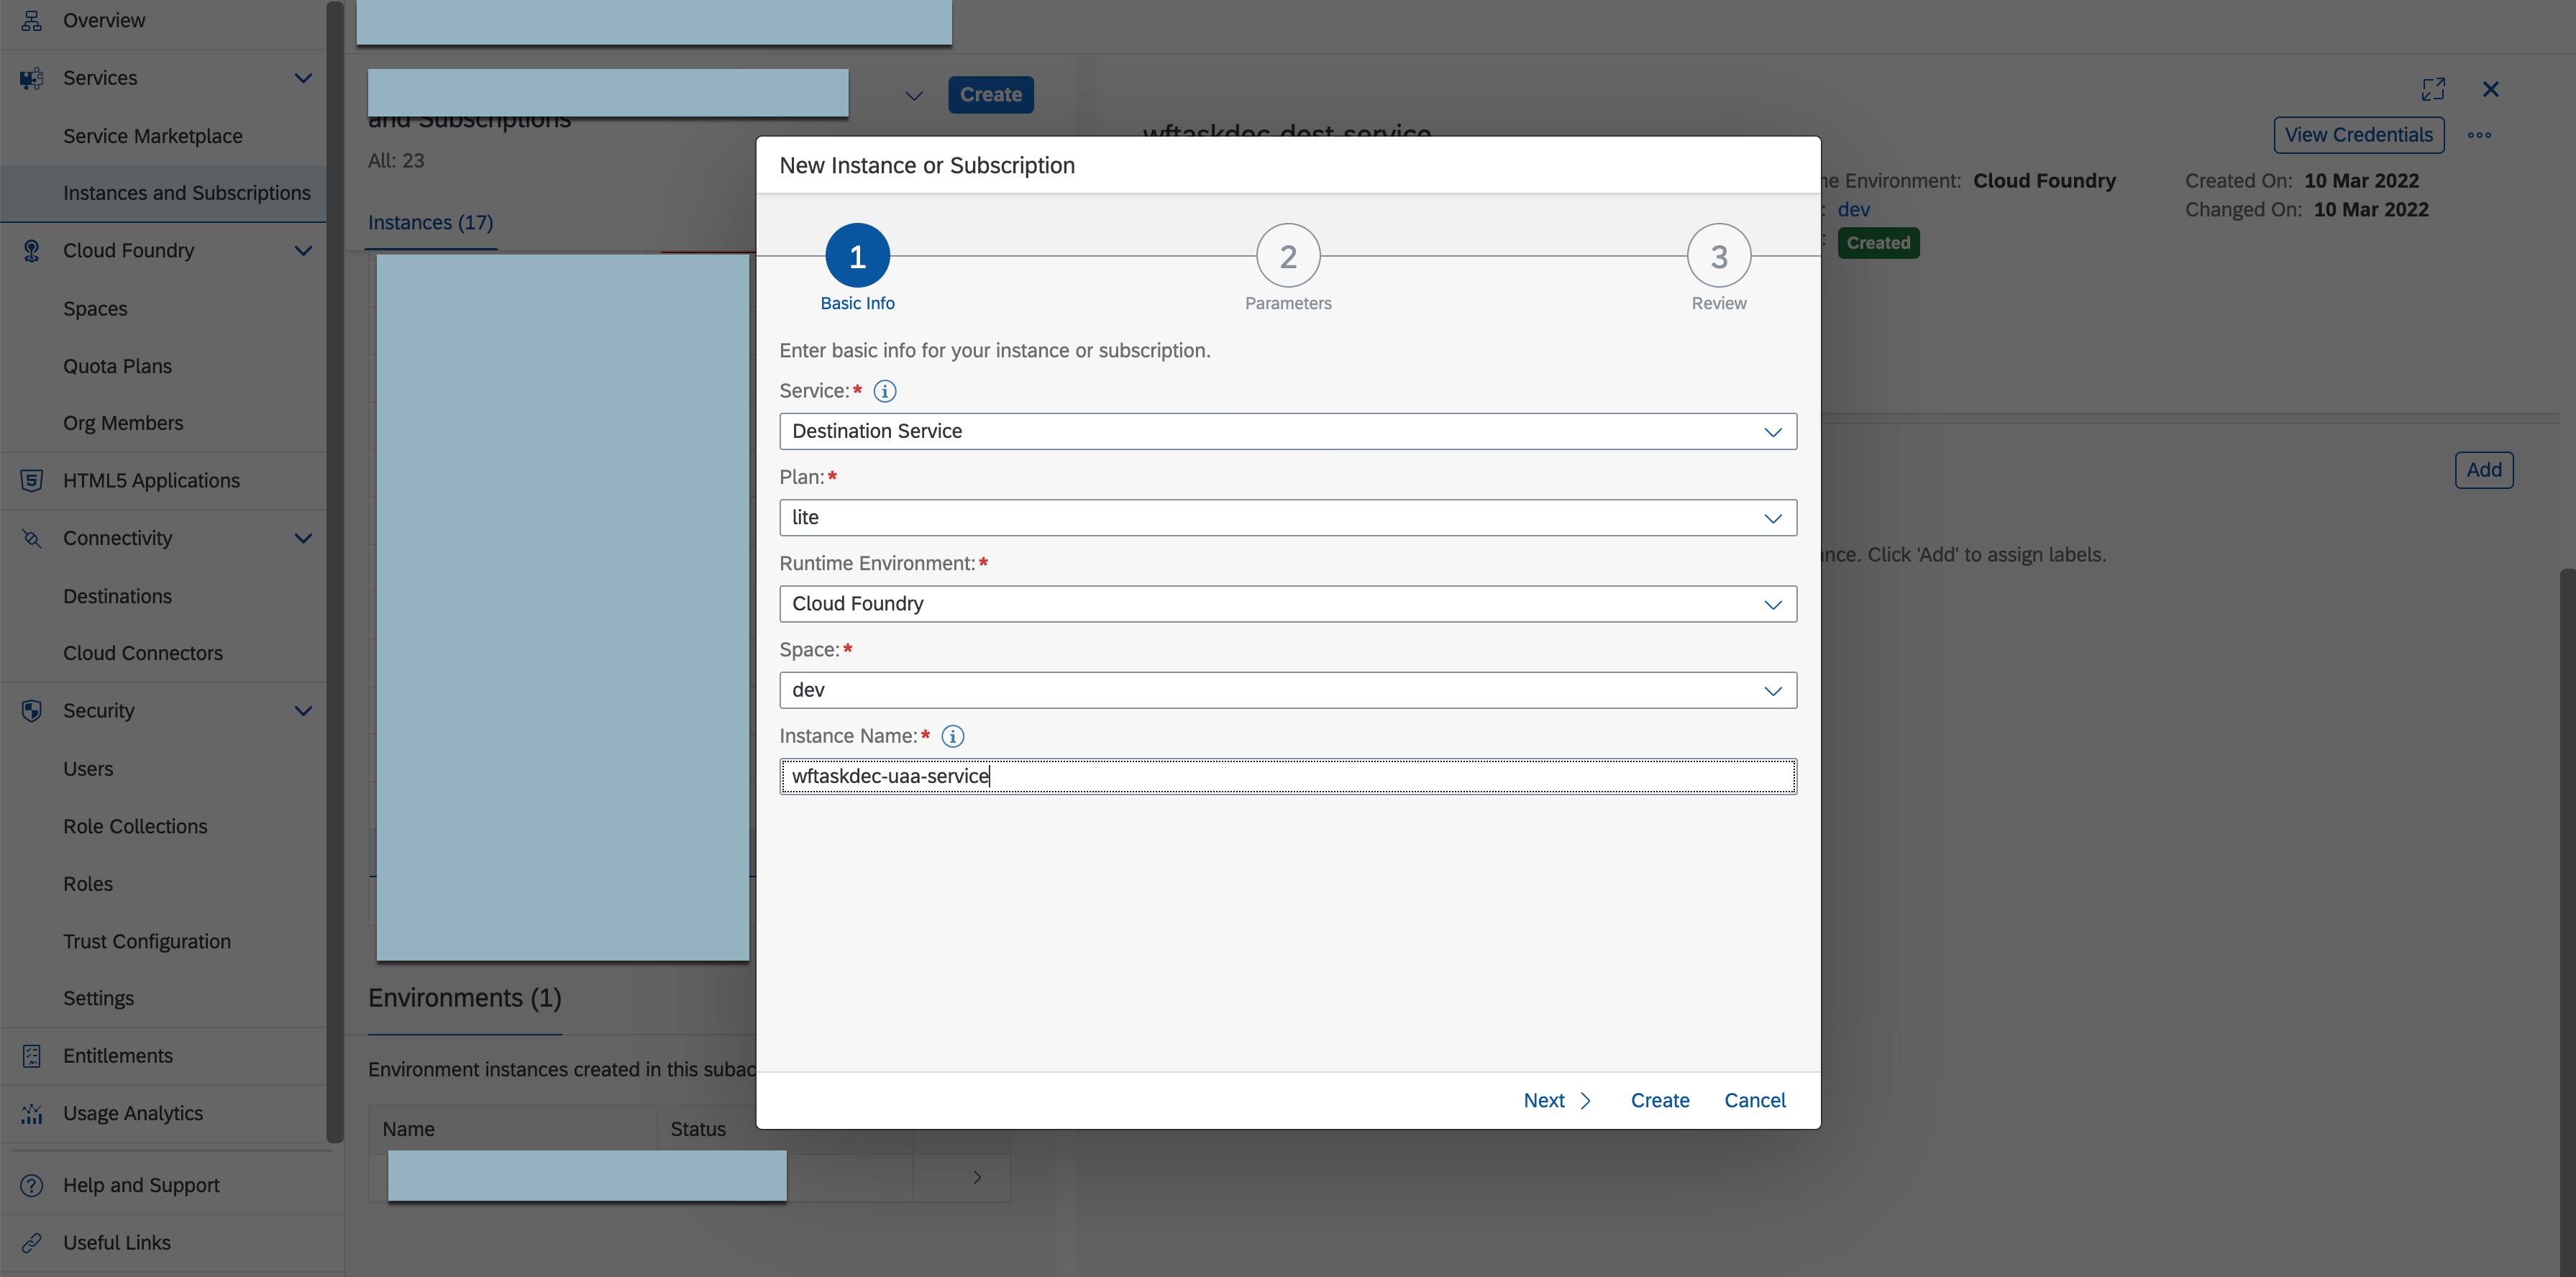 Overview
Services
Service Marketplace
Instances and Subscriptions
Cloud Foundry
Spaces
Quota Plans
Org Members
HTML5 Applications
Connectivity
Destinations
Cloud Connectors
Security
Users
Role Collections
Roles
Trust Configuration
Settings
Entitlements
Usage Analytics
Help and Support
Useful Links
and Subscriptions
Create
All: 23
Instances (17)
Environments (1)
Environment instances created in this subac
Name Status
wftaskdec-dest-service
View Credentials
ne Environment: Cloud Foundry
Created On: 10 Mar 2022
: dev
Changed On: 10 Mar 2022
: Created
Add
ance. Click 'Add' to assign labels.
New Instance or Subscription
1 2 3
Basic Info Parameters Review
Enter basic info for your instance or subscription.
Service:*
Destination Service
Plan:*
lite
Runtime Environment:*
Cloud Foundry
Space:*
dev
Instance Name:*
wftaskdec-uaa-service
Next Create Cancel